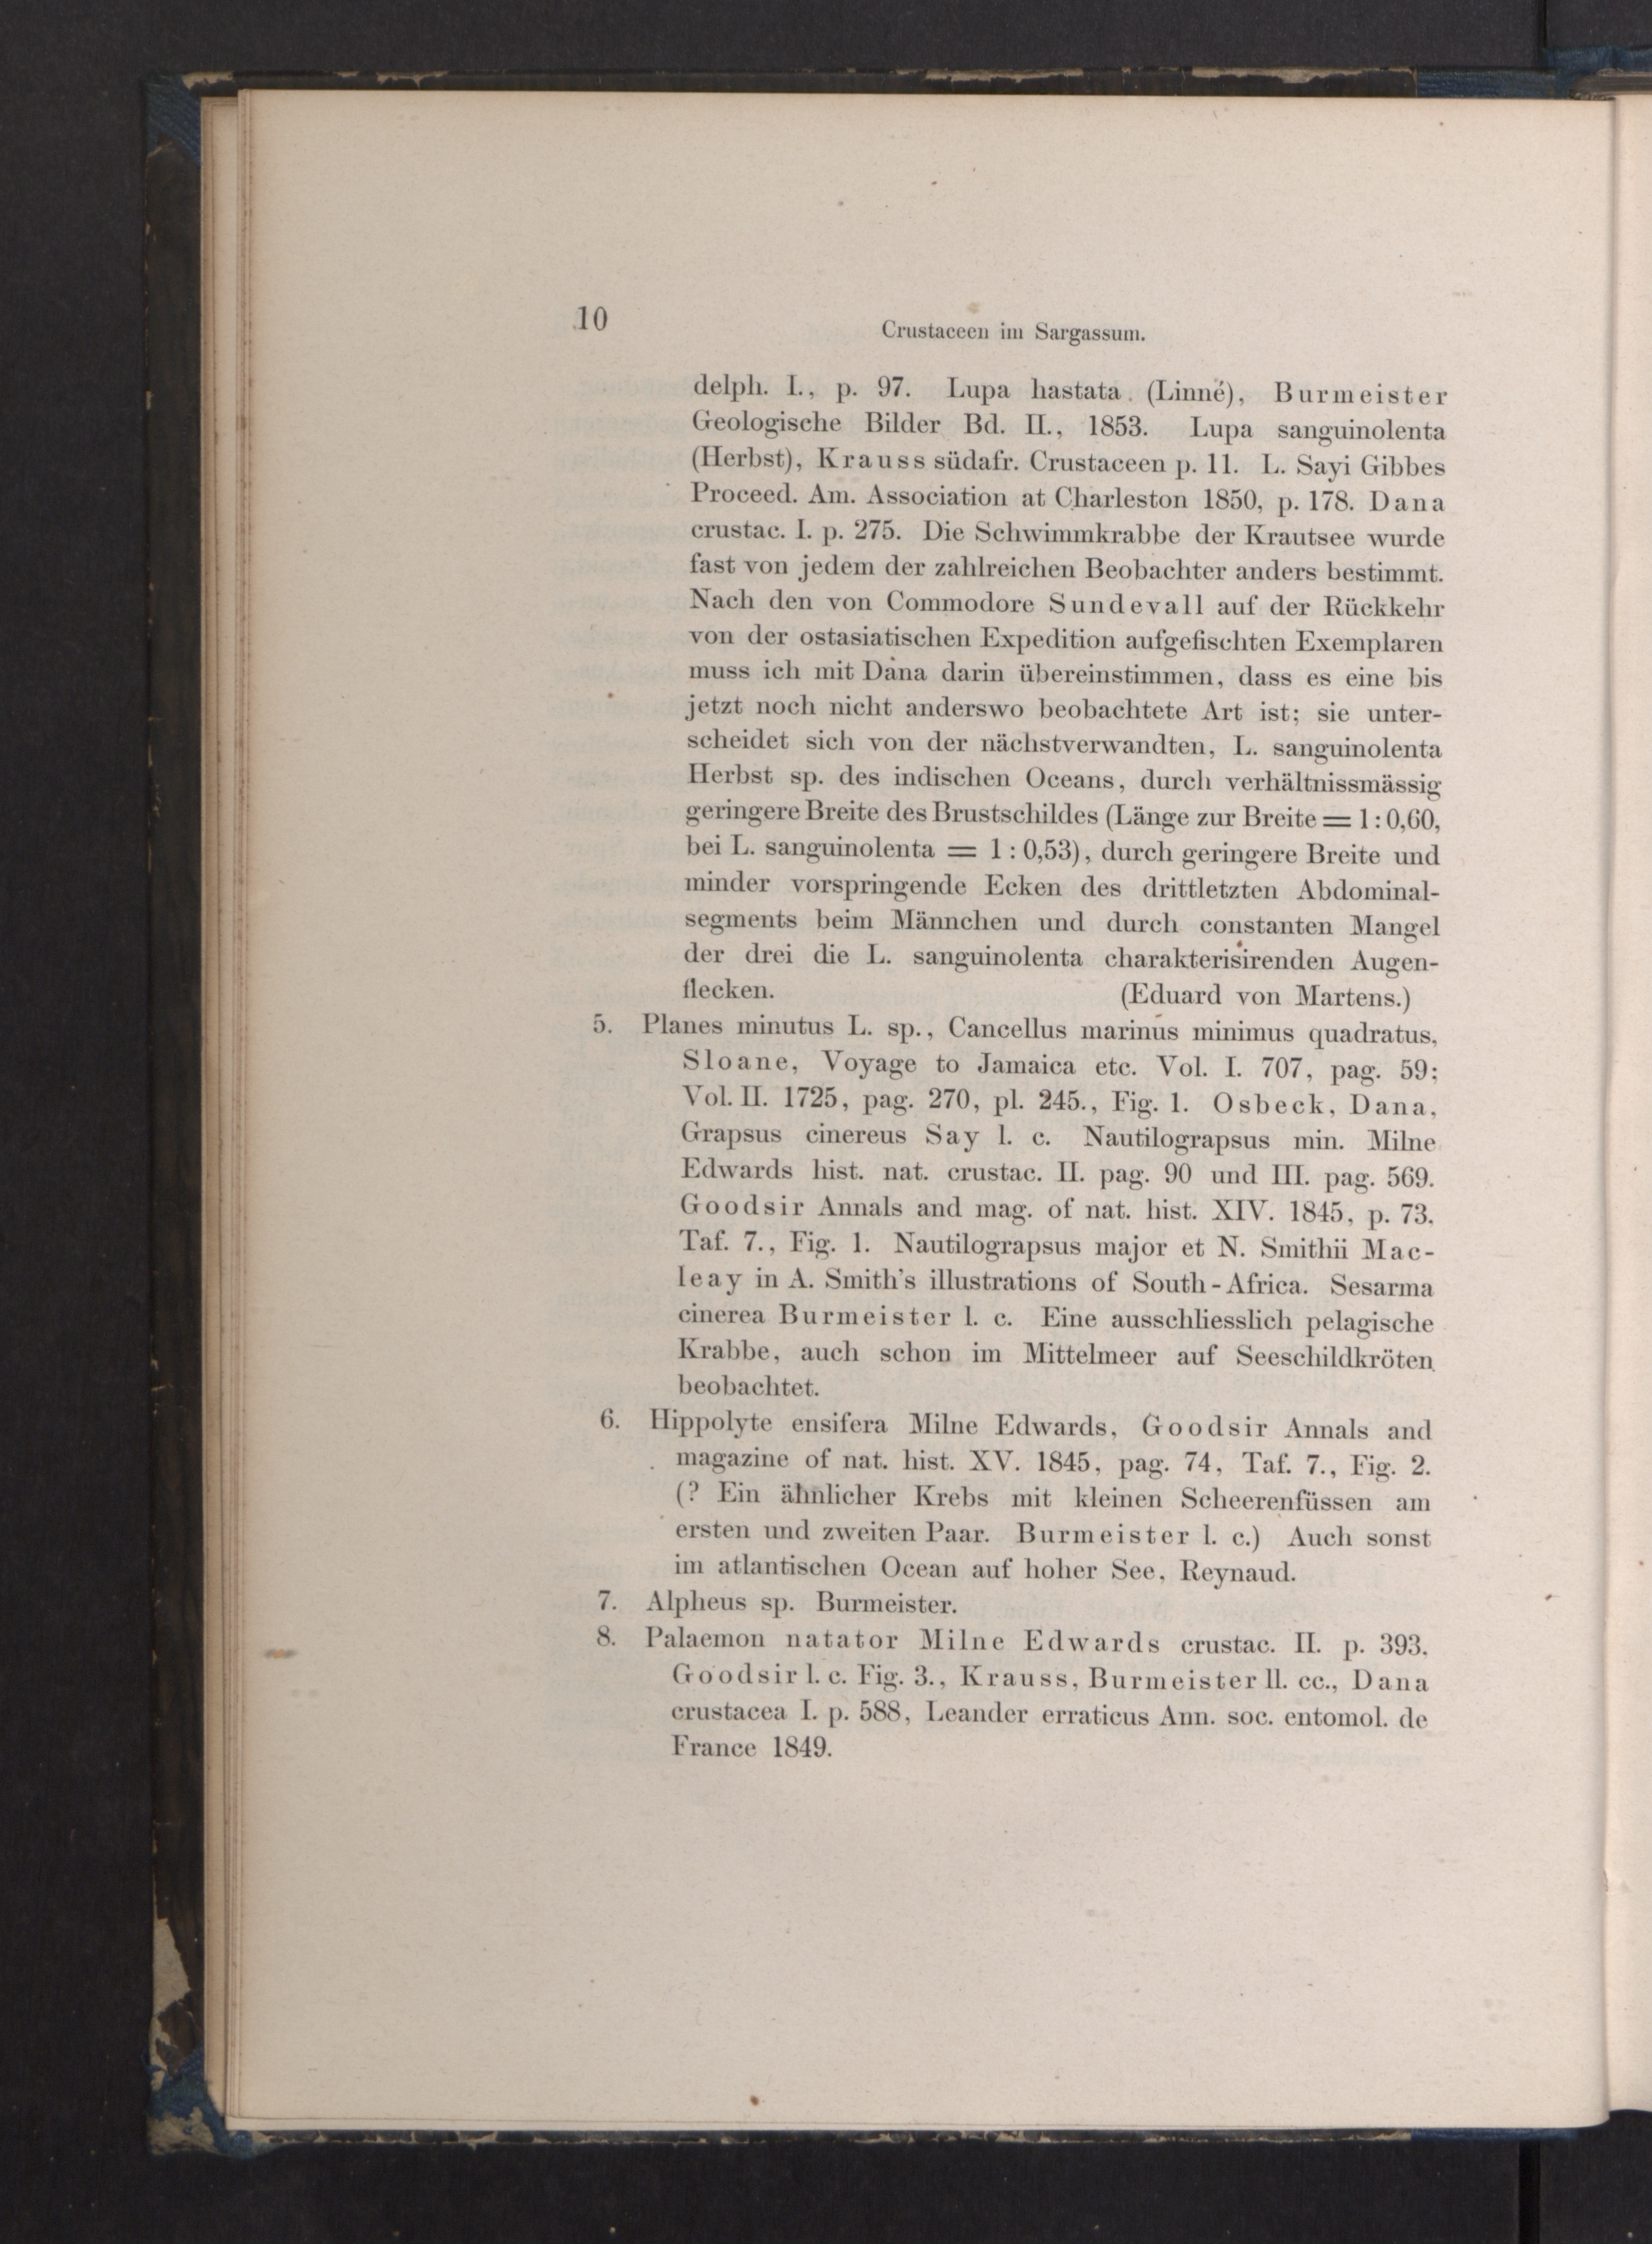 10
Crustaceen im Sargassum.
delph. I., p. 97. Lupa hastata (Linné), Burmeister
Geologische Bilder Bd. II., 1853. Lupa sanguinolenta
(Herbst), Krauss südafr. Crustaceen p. 11. L. Sayi Gibbes
Proceed. Am. Association at Charleston 1850, p. 178. Dana
crustac. I. p. 275. Die Schwimmkrabbe der Krautsee wurde
fast von jedem der zahlreichen Beobachter anders bestimmt.
Nach den von Commodore Sundevall auf der Rückkehr
von der ostasiatischen Expedition aufgefischten Exemplaren
muss ich mit Dana darin übereinstimmen, dass es eine bis
jetzt noch nicht anderswo beobachtete Art ist; sie unter-
scheidet sich von der nächstverwandten, L. sanguinolenta
Herbst sp. des indischen Oceans, durch verhältnissmässig
geringere Breite des Brustschildes (Länge zur Breite = 1:0,60,
bei L. sanguinolenta = 1:0,53), durch geringere Breite und
minder vorspringende Ecken des drittletzten Abdominal-
segments beim Männchen und durch constanten Mangel
der drei die L. sanguinolenta charakterisirenden Augen-
flecken. (Eduard von Martens.)
5. Planes minutus L. sp., Cancellus marinus minimus quadratus,
Sloane, Voyage to Jamaica etc. Vol. I. 707, pag. 59;
Vol. II. 1725, pag. 270, pl. 245., Fig. 1. Osbeck, Dana,
Grapsus cinereus Say l. c. Nautilograpsus min. Milne
Edwards hist. nat. crustac. II. pag. 90 und III. pag. 569.
Goodsir Annals and mag. of nat. hist. XIV. 1845, p. 73,
Taf. 7., Fig. 1. Nautilograpsus major et N. Smithii Mac-
leay in A. Smith's illustrations of South-Africa. Sesarma
cinerea Burmeister l. c. Eine ausschliesslich pelagische
Krabbe, auch schon im Mittelmeer auf Seeschildkröten
beobachtet.
6. Hippolyte ensifera Milne Edwards, Goodsir Annals and
magazine of nat. hist. XV. 1845, pag. 74, Taf. 7., Fig. 2.
(? Ein ähnlicher Krebs mit kleinen Scheerenfüssen am
ersten und zweiten Paar. Burmeister l. c.) Auch sonst
im atlantischen Ocean auf hoher See, Reynaud.
7. Alpheus sp. Burmeister.
8. Palaemon natator Milne Edwards crustac. II. p. 393,
Goodsir l. c. Fig. 3., Krauss, Burmeister ll. cc., Dana
crustacea I. p. 588, Leander erraticus Ann. soc. entomol. de
France 1849.